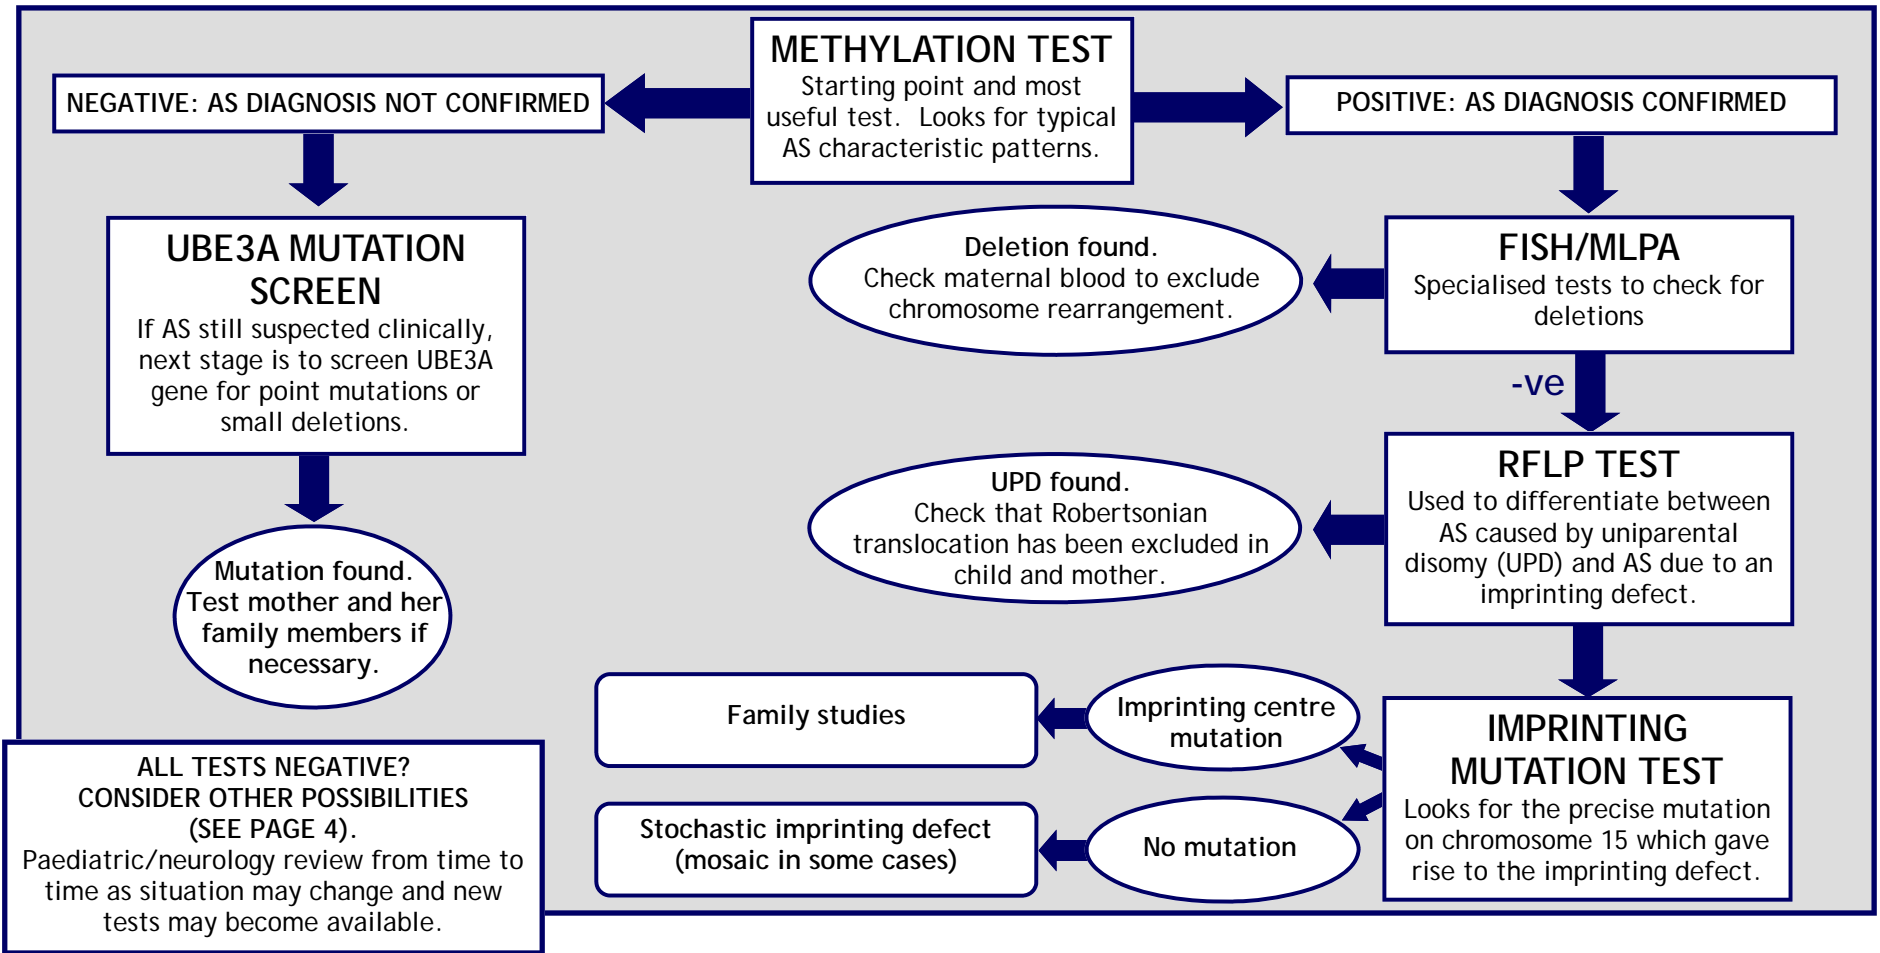 METHYLATION TEST
Starting point and most
useful test. Looks for typical
AS characteristic patterns.
NEGATIVE: AS DIAGNOSIS NOT CONFIRMED
POSITIVE: AS DIAGNOSIS CONFIRMED
UBE3A MUTATION
SCREEN
If AS still suspected clinically,
next stage is to screen UBE3A
gene for point mutations or
small deletions.
Mutation found.
Test mother and her
family members if
necessary.
Deletion found.
Check maternal blood to exclude
chromosome rearrangement.
FISH/MLPA
Specialised tests to check for
deletions
-ve
UPD found.
Check that Robertsonian
translocation has been excluded in
child and mother.
RFLP TEST
Used to differentiate between
AS caused by uniparental
disomy (UPD) and AS due to an
imprinting defect.
Family studies
Imprinting centre
mutation
Stochastic imprinting defect
(mosaic in some cases)
No mutation
IMPRINTING
MUTATION TEST
Looks for the precise mutation
on chromosome 15 which gave
rise to the imprinting defect.
ALL TESTS NEGATIVE?
CONSIDER OTHER POSSIBILITIES
(SEE PAGE 4).
Paediatric/neurology review from time to
time as situation may change and new
tests may become available.